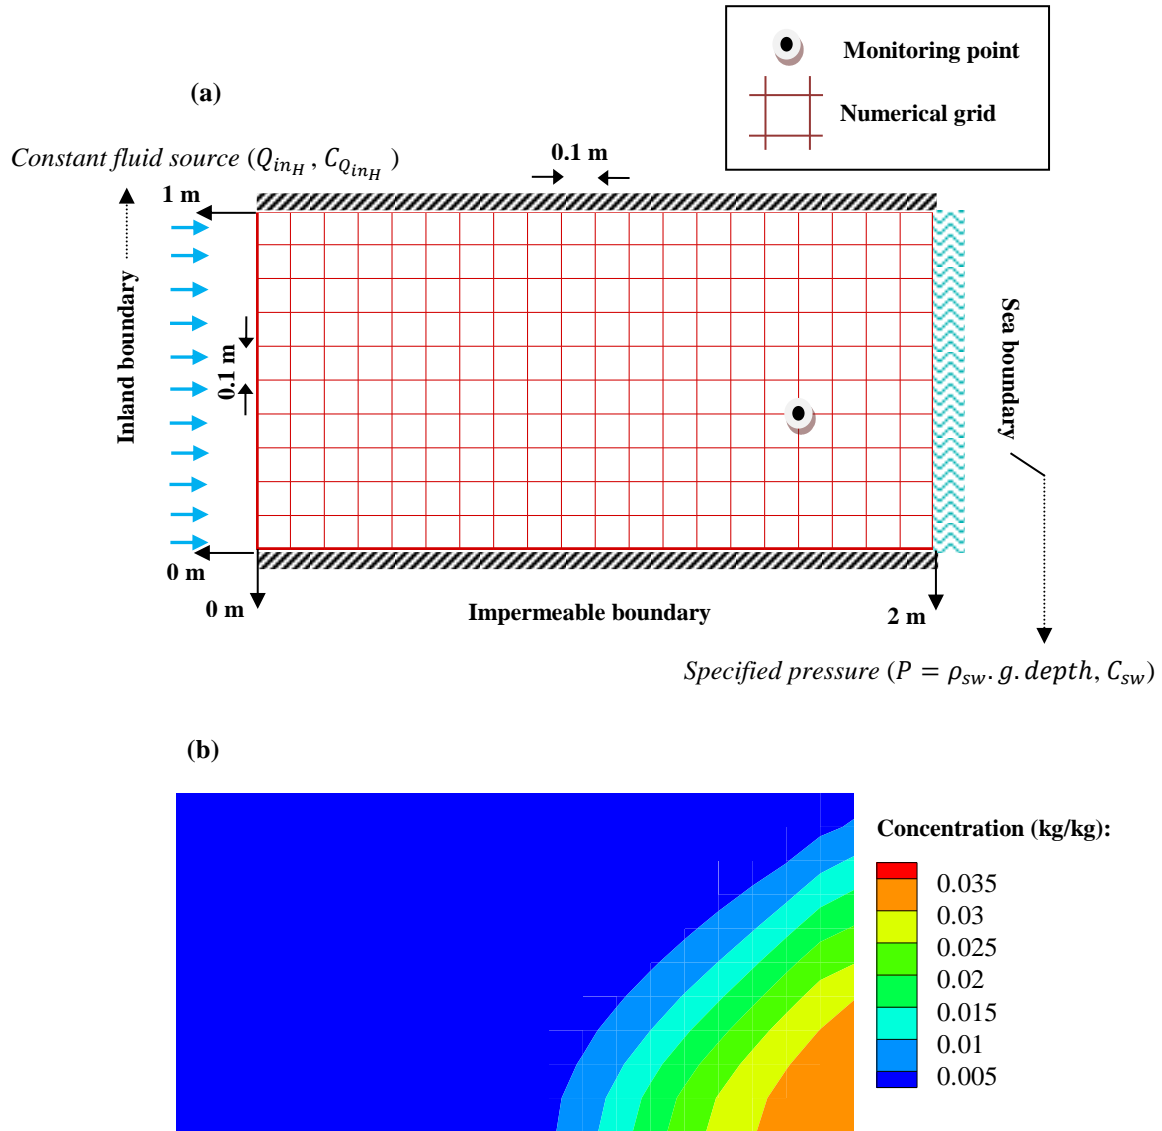 Monitoring point
(a)
Numerical grid
Constant fluid source (Q_{in_H}, C_{Q_{in_H}})
0.1 m
1 m
Inland boundary
0.1 m
Sea boundary
0 m
0 m
Impermeable boundary
2 m
Specified pressure (P = ρ_{sw}.g.depth, C_{sw})
(b)
Concentration (kg/kg):
0.035
0.03
0.025
0.02
0.015
0.01
0.005